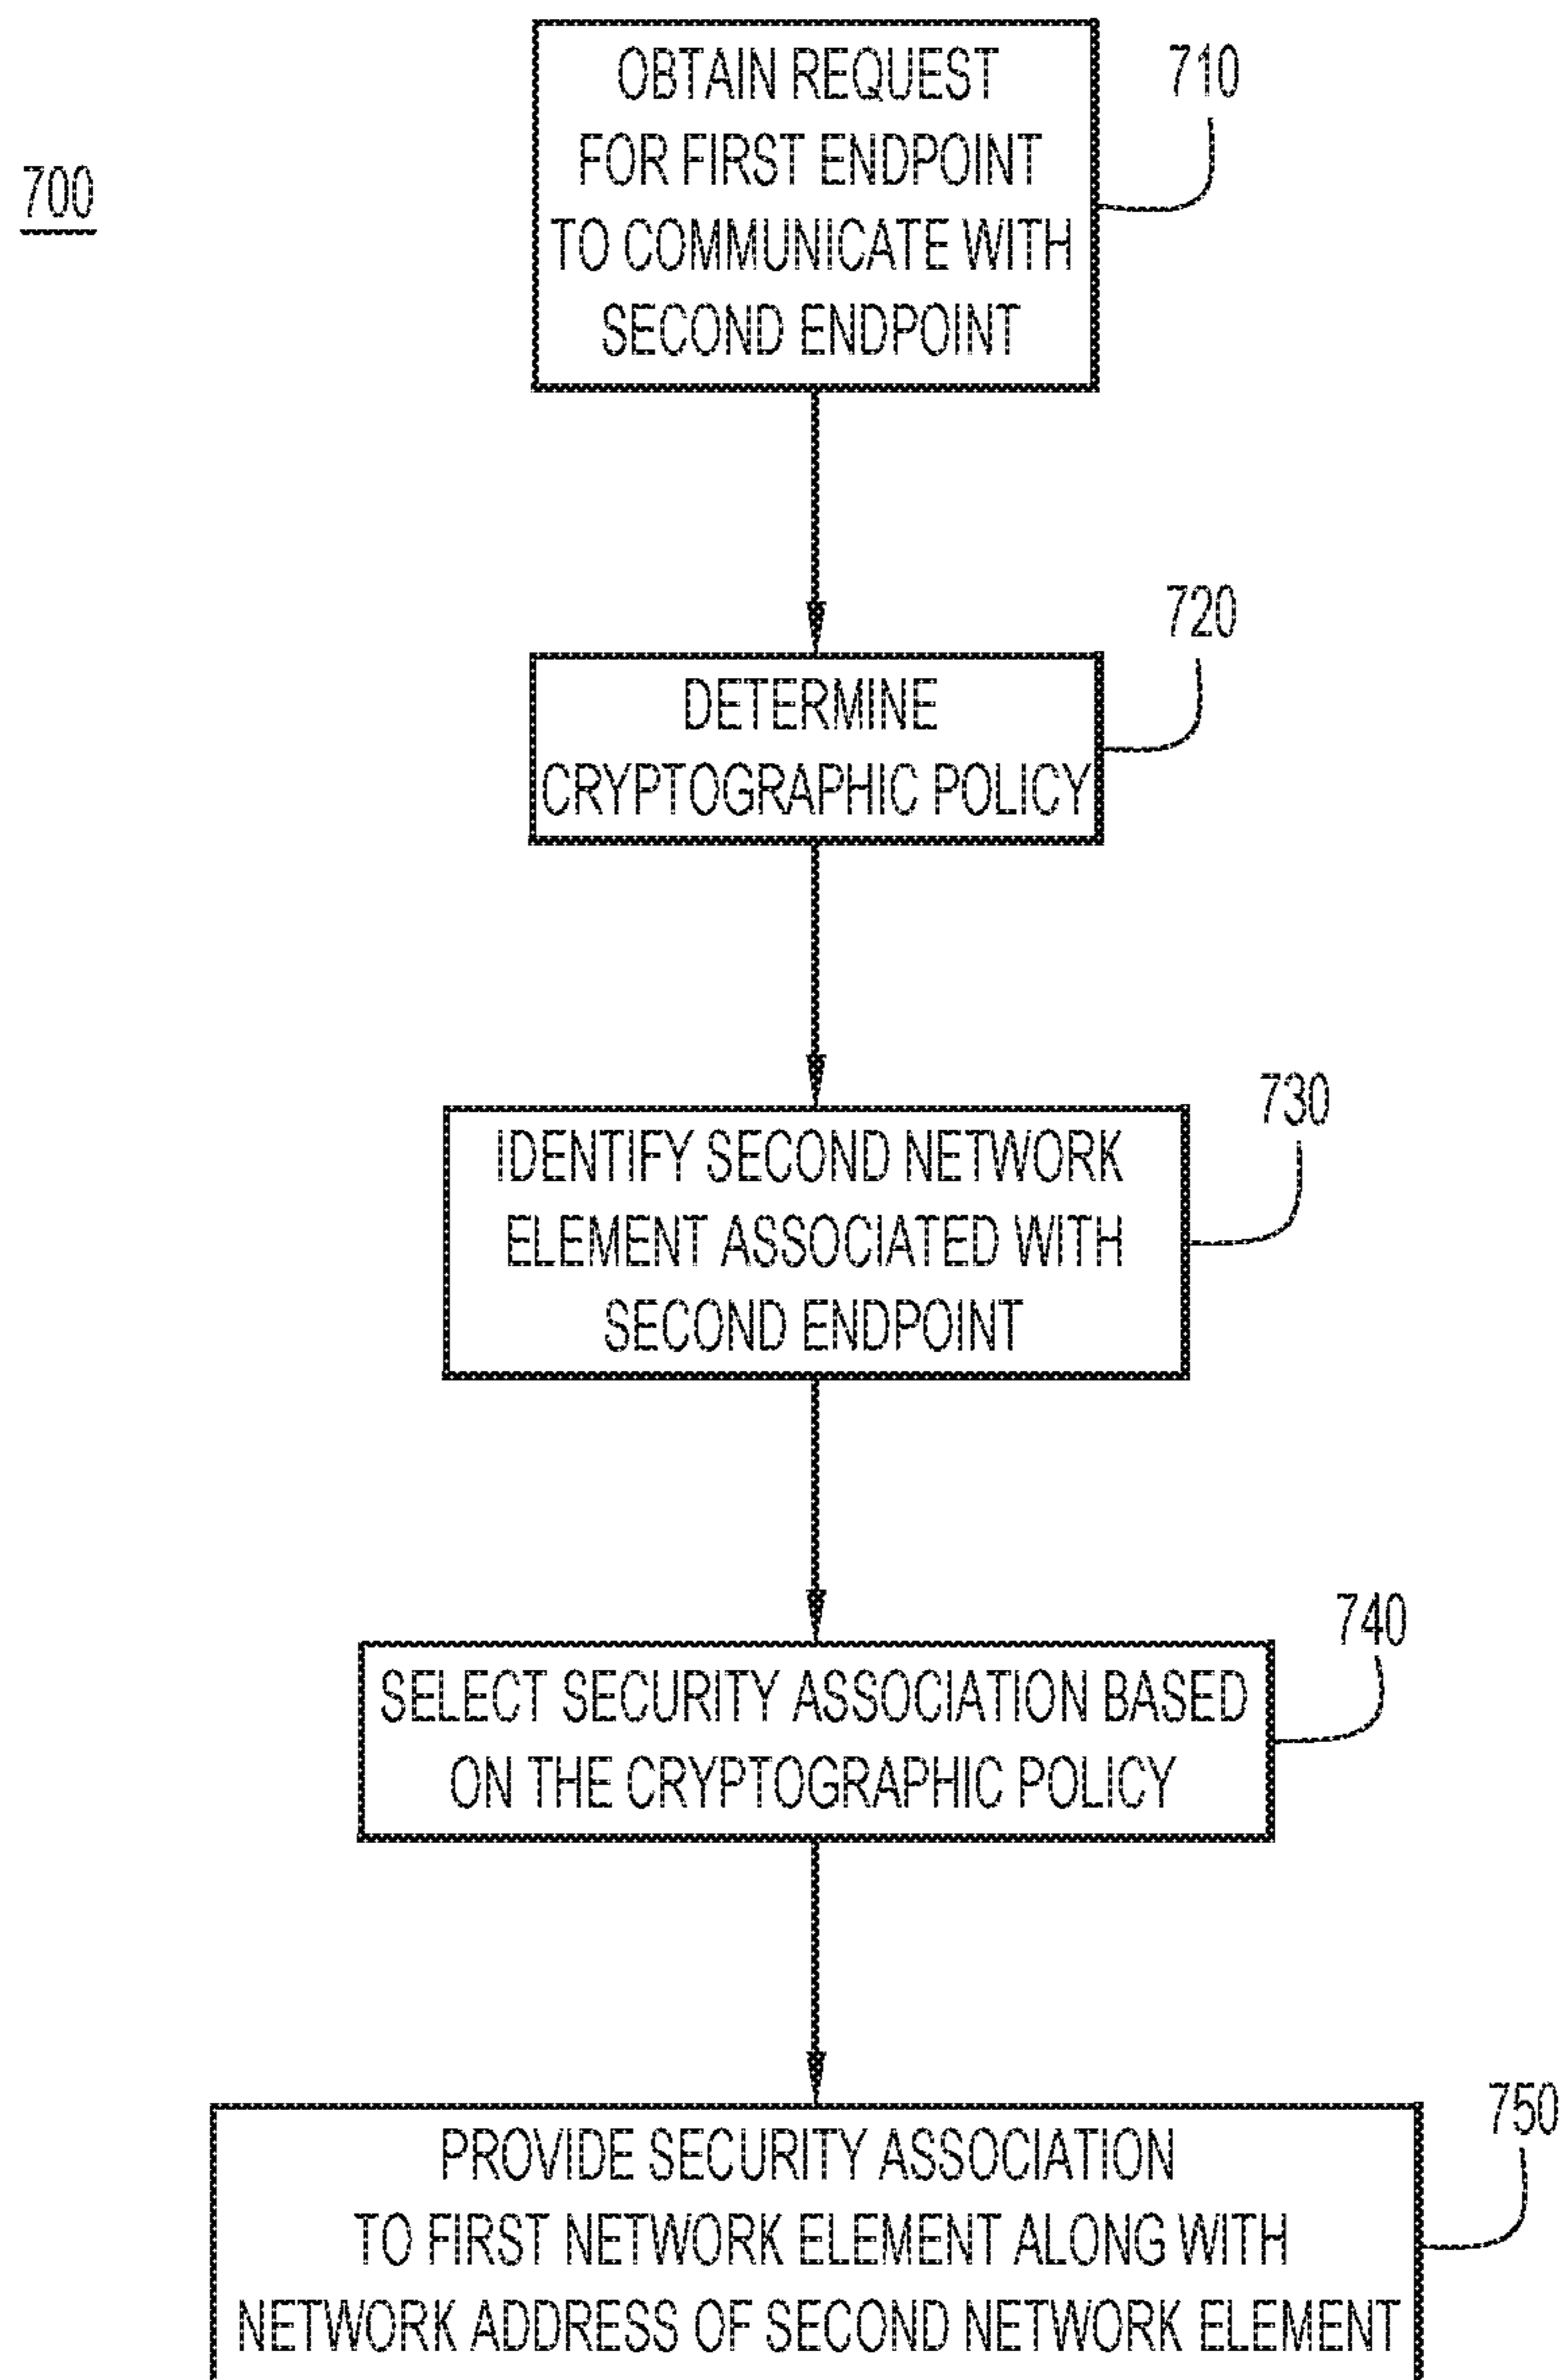 700
OBTAIN REQUEST
FOR FIRST ENDPOINT
TO COMMUNICATE WITH
SECOND ENDPOINT
710
DETERMINE
CRYPTOGRAPHIC POLICY
720
IDENTIFY SECOND NETWORK
ELEMENT ASSOCIATED WITH
SECOND ENDPOINT
730
SELECT SECURITY ASSOCIATION BASED
ON THE CRYPTOGRAPHIC POLICY
740
PROVIDE SECURITY ASSOCIATION
TO FIRST NETWORK ELEMENT ALONG WITH
NETWORK ADDRESS OF SECOND NETWORK ELEMENT
750